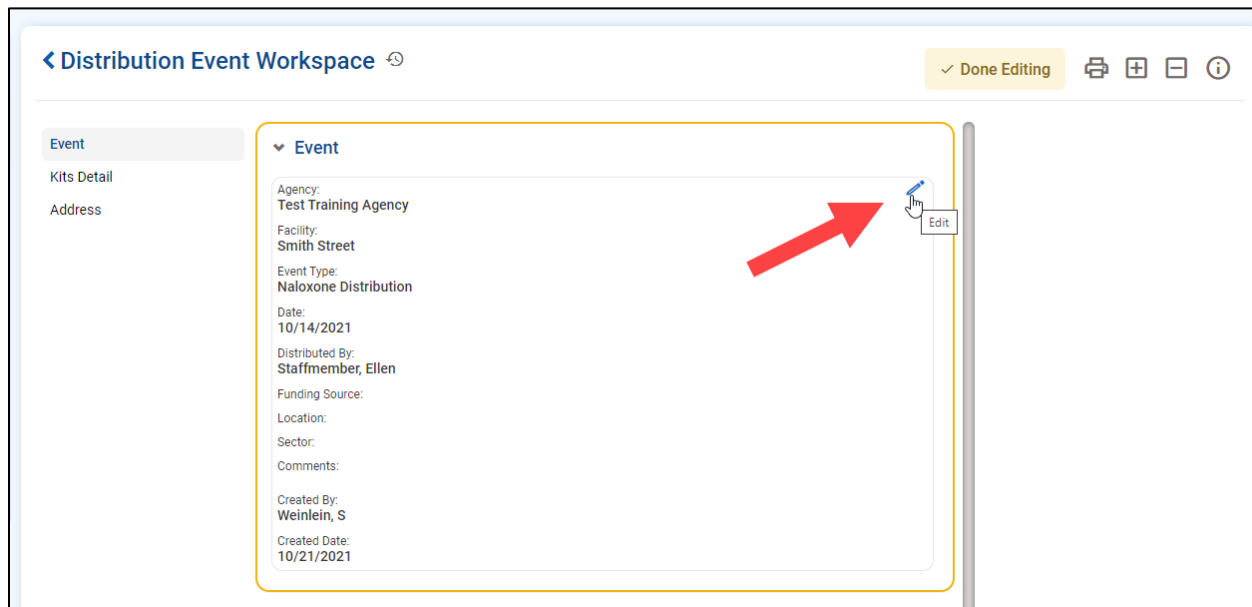 Distribution Event Workspace
Done Editing
Event
Kits Detail
Address
Event
Agency:
Test Training Agency
Facility:
Smith Street
Event Type:
Naloxone Distribution
Date:
10/14/2021
Distributed By:
Staffmember, Ellen
Funding Source:
Location:
Sector:
Comments:
Created By:
Weinlein, S
Created Date:
10/21/2021
Edit